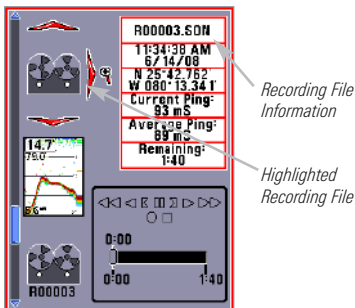 R00003.SON
11:34:38 AM
6/14/08
N 25°42.762
W 080°13.341'
Current Ping:
93 mS
Average Ping:
89 mS
Remaining:
1:40
Recording File
Information
Highlighted
Recording File
14.7'
79.0
0:00
0:00 1:40
R00003